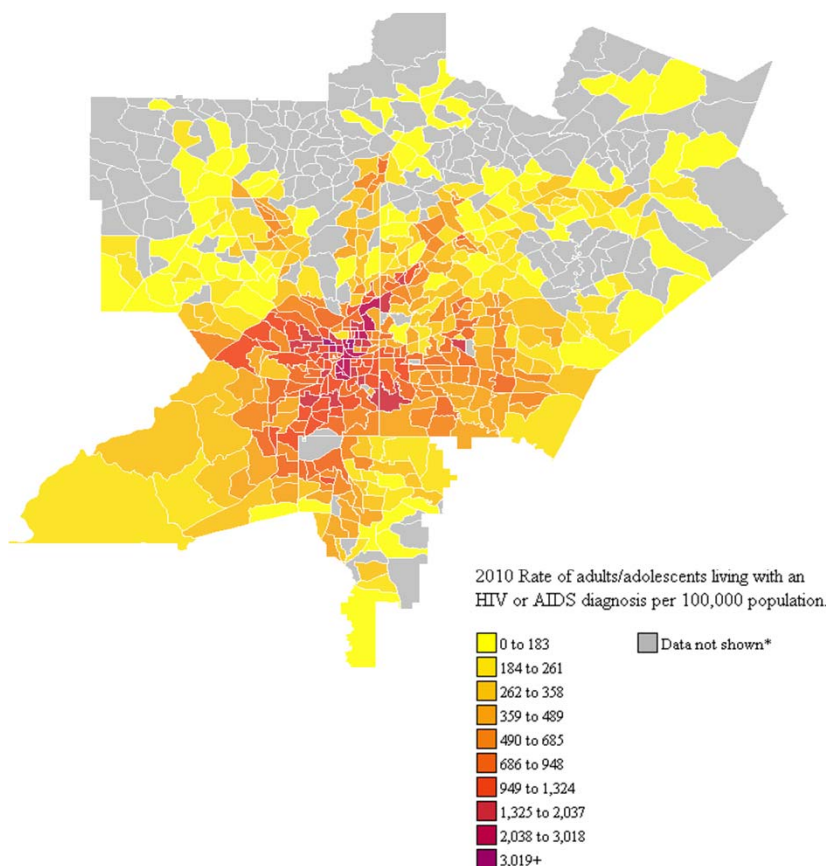 2010 Rate of adults/adolescents living with an
HIV or AIDS diagnosis per 100,000 population.
0 to 183
Data not shown*
184 to 261
262 to 358
359 to 489
490 to 685
686 to 948
949 to 1,324
1,325 to 2,037
2,038 to 3,018
3,019+